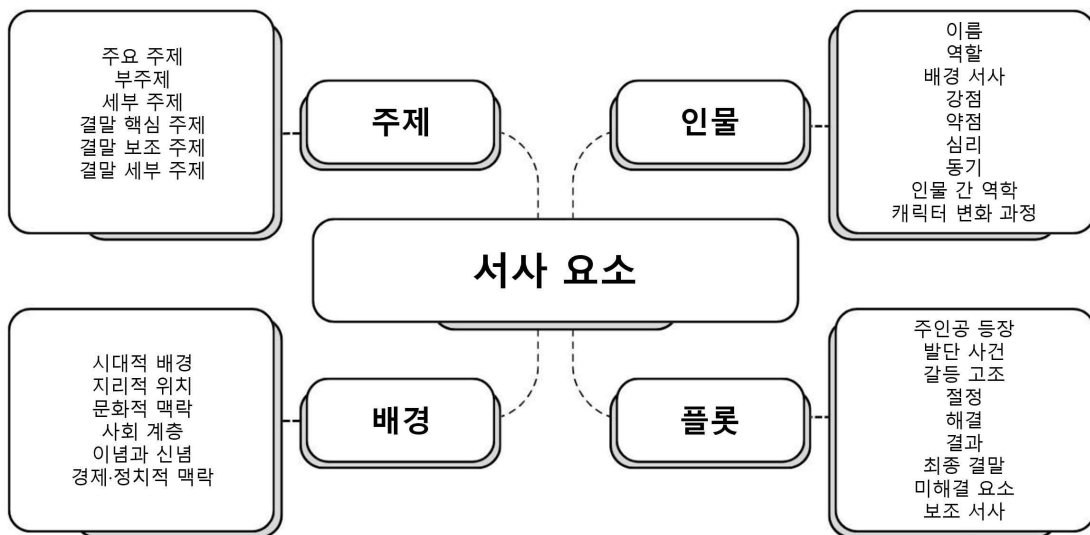 주요 주제
부주제
세부 주제
결말 핵심 주제
결말 보조 주제
결말 세부 주제
주제
인물
이름
역할
배경 서사
강점
약점
심리
동기
인물 간 역학
캐릭터 변화 과정
서사 요소
시대적 배경
지리적 위치
문화적 맥락
사회 계층
이념과 신념
경제·정치적 맥락
배경
플롯
주인공 등장
발단 사건
갈등 고조
절정
해결
결과
최종 결말
미해결 요소
보조 서사